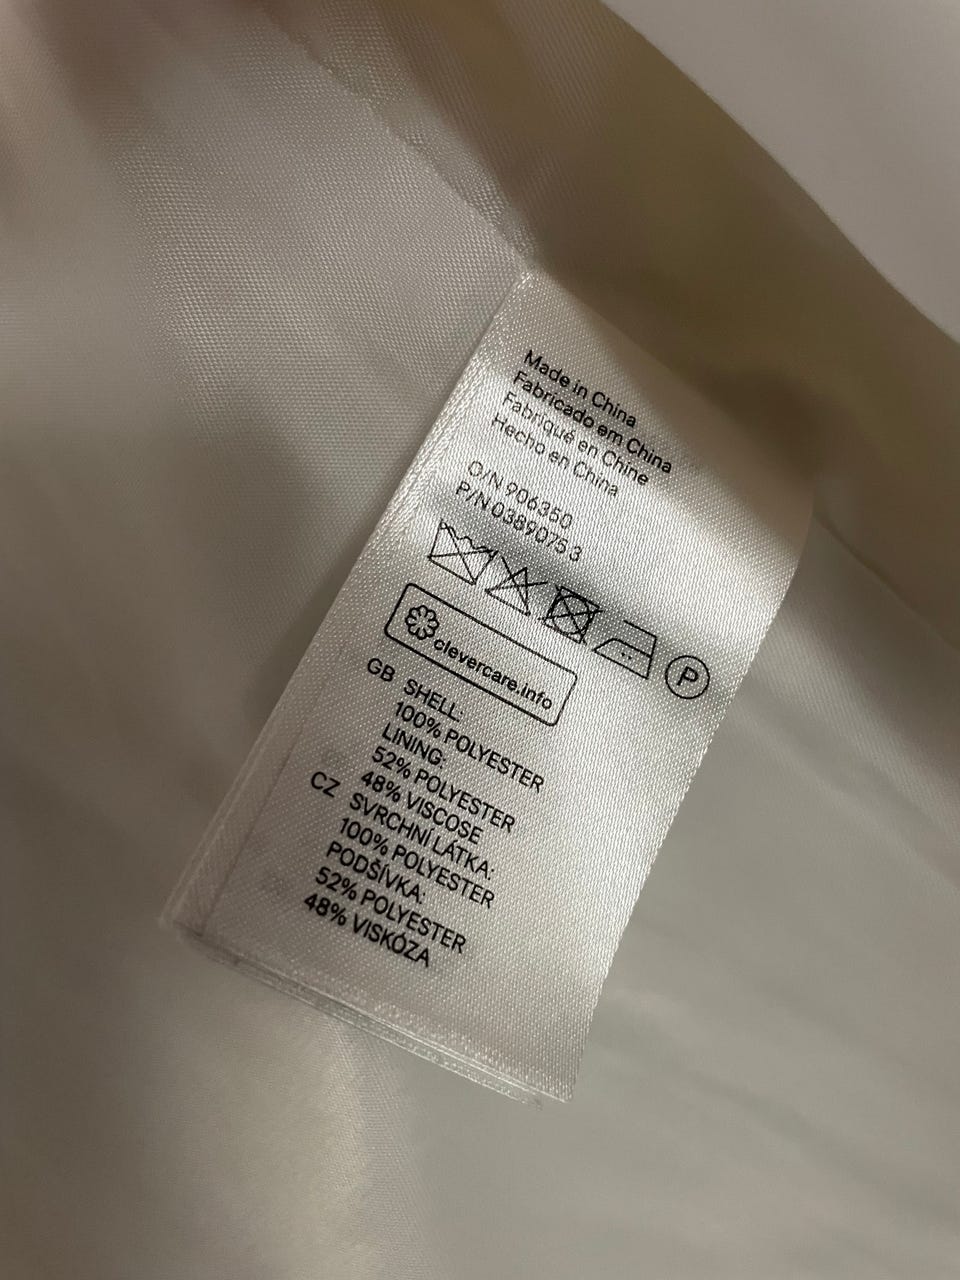 Made in China
Fabricado em China
Fabriqué en Chine
Hecho en China
O/N 906350
P/N 0389075 3
P
clevercare.info
GB SHELL:
100% POLYESTER
LINING:
52% POLYESTER
48% VISCOSE
CZ SVRCHNÍ LÁTKA:
100% POLYESTER
PODŠÍVKA:
52% POLYESTER
48% VISKÓZA